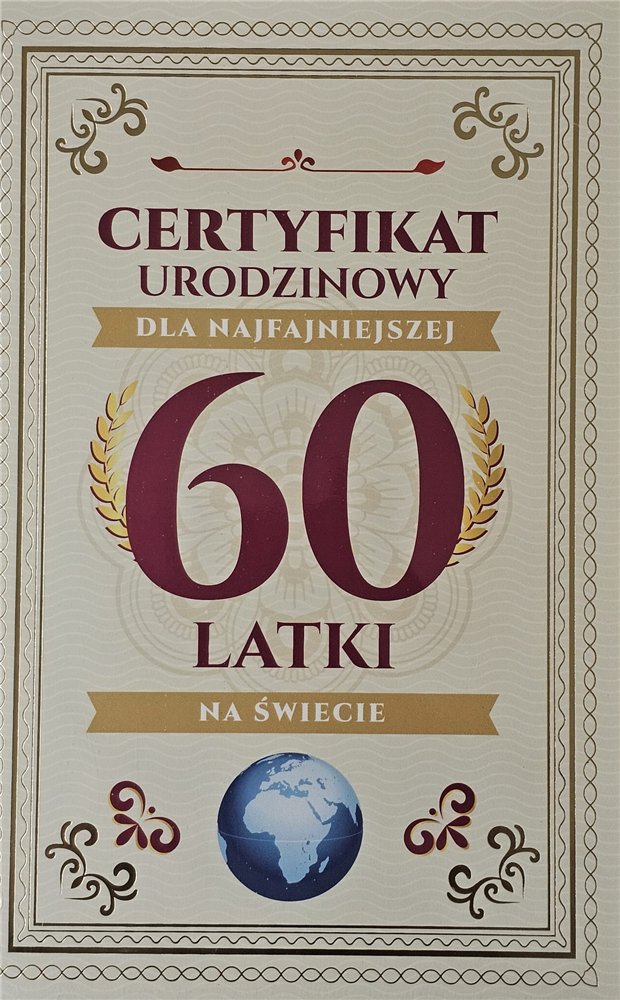 CERTYFIKAT
URODZINOWY
DLA NAJFAJNIEJSZEJ
60
LATKI
NA ŚWIECIE